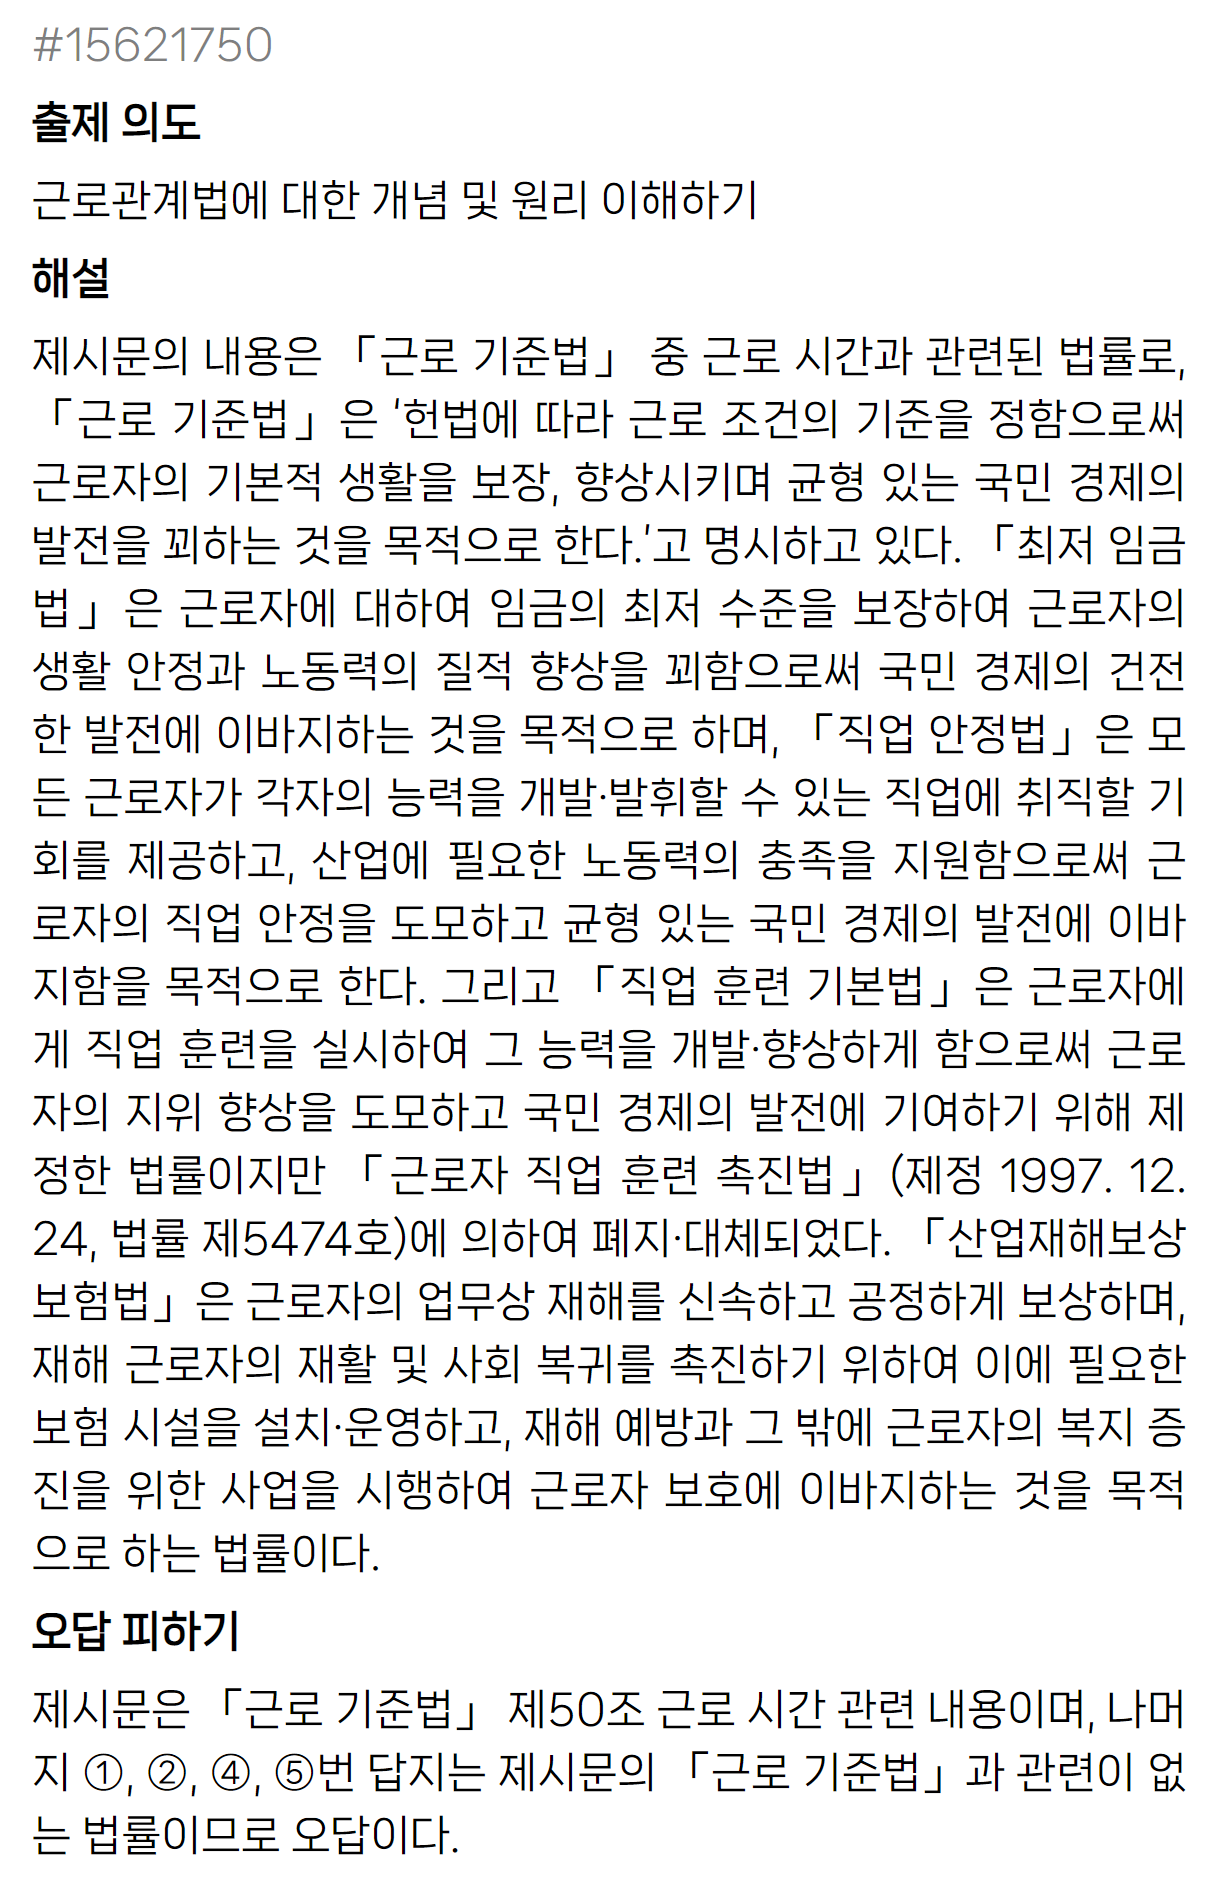 #15621750
출제 의도
근로관계법에 대한 개념 및 원리 이해하기
해설
제시문의 내용은 「근로 기준법」 중 근로 시간과 관련된 법률로,
「근로 기준법」은 '헌법에 따라 근로 조건의 기준을 정함으로써
근로자의 기본적 생활을 보장, 향상시키며 균형 있는 국민 경제의
발전을 꾀하는 것을 목적으로 한다.'고 명시하고 있다. 「최저 임금
법」은 근로자에 대하여 임금의 최저 수준을 보장하여 근로자의
생활 안정과 노동력의 질적 향상을 꾀함으로써 국민 경제의 건전
한 발전에 이바지하는 것을 목적으로 하며, 「직업 안정법」은 모
든 근로자가 각자의 능력을 개발·발휘할 수 있는 직업에 취직할 기
회를 제공하고, 산업에 필요한 노동력의 충족을 지원함으로써 근
로자의 직업 안정을 도모하고 균형 있는 국민 경제의 발전에 이바
지함을 목적으로 한다. 그리고 「직업 훈련 기본법」은 근로자에
게 직업 훈련을 실시하여 그 능력을 개발·향상하게 함으로써 근로
자의 지위 향상을 도모하고 국민 경제의 발전에 기여하기 위해 제
정한 법률이지만 「근로자 직업 훈련 촉진법」(제정 1997. 12.
24, 법률 제5474호)에 의하여 폐지·대체되었다. 「산업재해보상
보험법」은 근로자의 업무상 재해를 신속하고 공정하게 보상하며,
재해 근로자의 재활 및 사회 복귀를 촉진하기 위하여 이에 필요한
보험 시설을 설치·운영하고, 재해 예방과 그 밖에 근로자의 복지 증
진을 위한 사업을 시행하여 근로자 보호에 이바지하는 것을 목적
으로 하는 법률이다.
오답 피하기
제시문은 「근로 기준법」 제50조 근로 시간 관련 내용이며, 나머
지 ①, ②, ④, ⑤번 답지는 제시문의 「근로 기준법」과 관련이 없
는 법률이므로 오답이다.